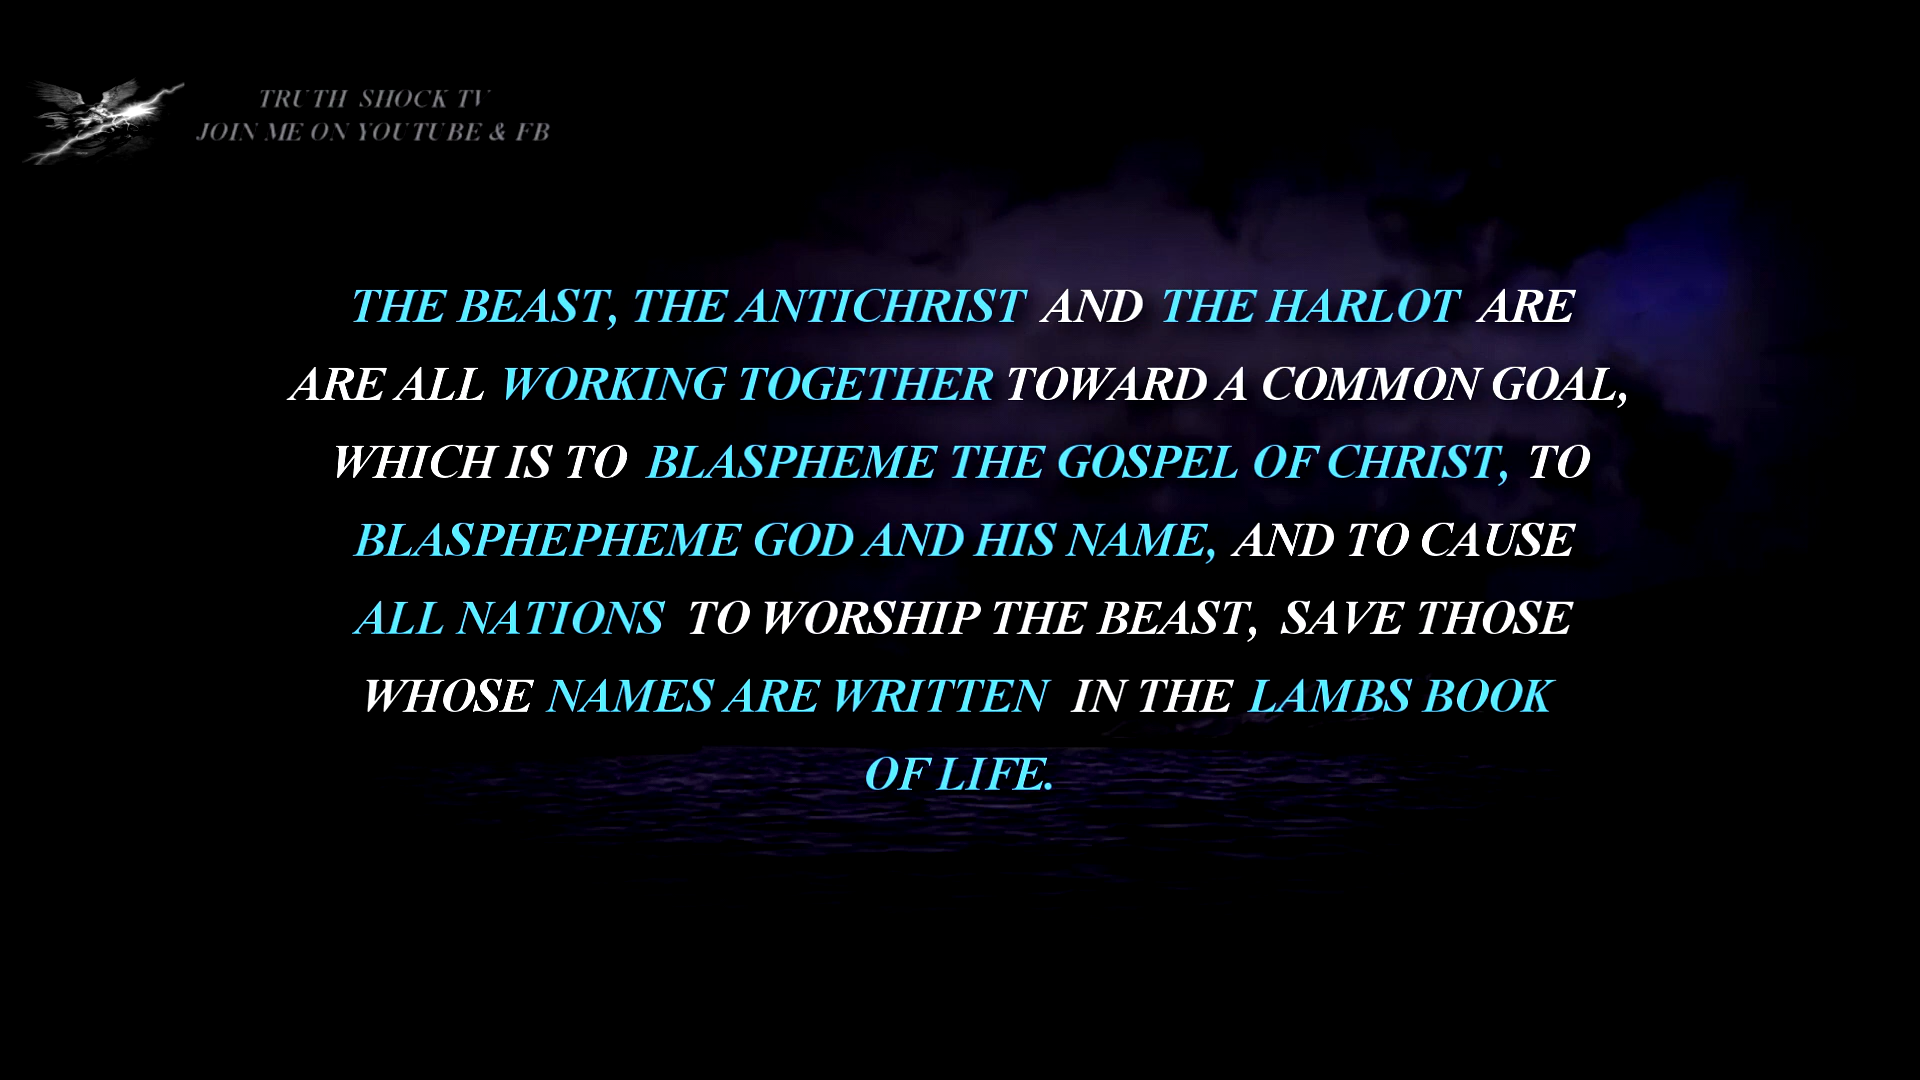 TRUTH SHOCK TV
JOIN ME ON YOUTUBE & FB
THE BEAST, THE ANTICHRIST AND THE HARLOT ARE
ARE ALL WORKING TOGETHER TOWARD A COMMON GOAL,
WHICH IS TO BLASPHEME THE GOSPEL OF CHRIST, TO
BLASPHEPHEME GOD AND HIS NAME, AND TO CAUSE
ALL NATIONS TO WORSHIP THE BEAST, SAVE THOSE
WHOSE NAMES ARE WRITTEN IN THE LAMBS BOOK
OF LIFE.